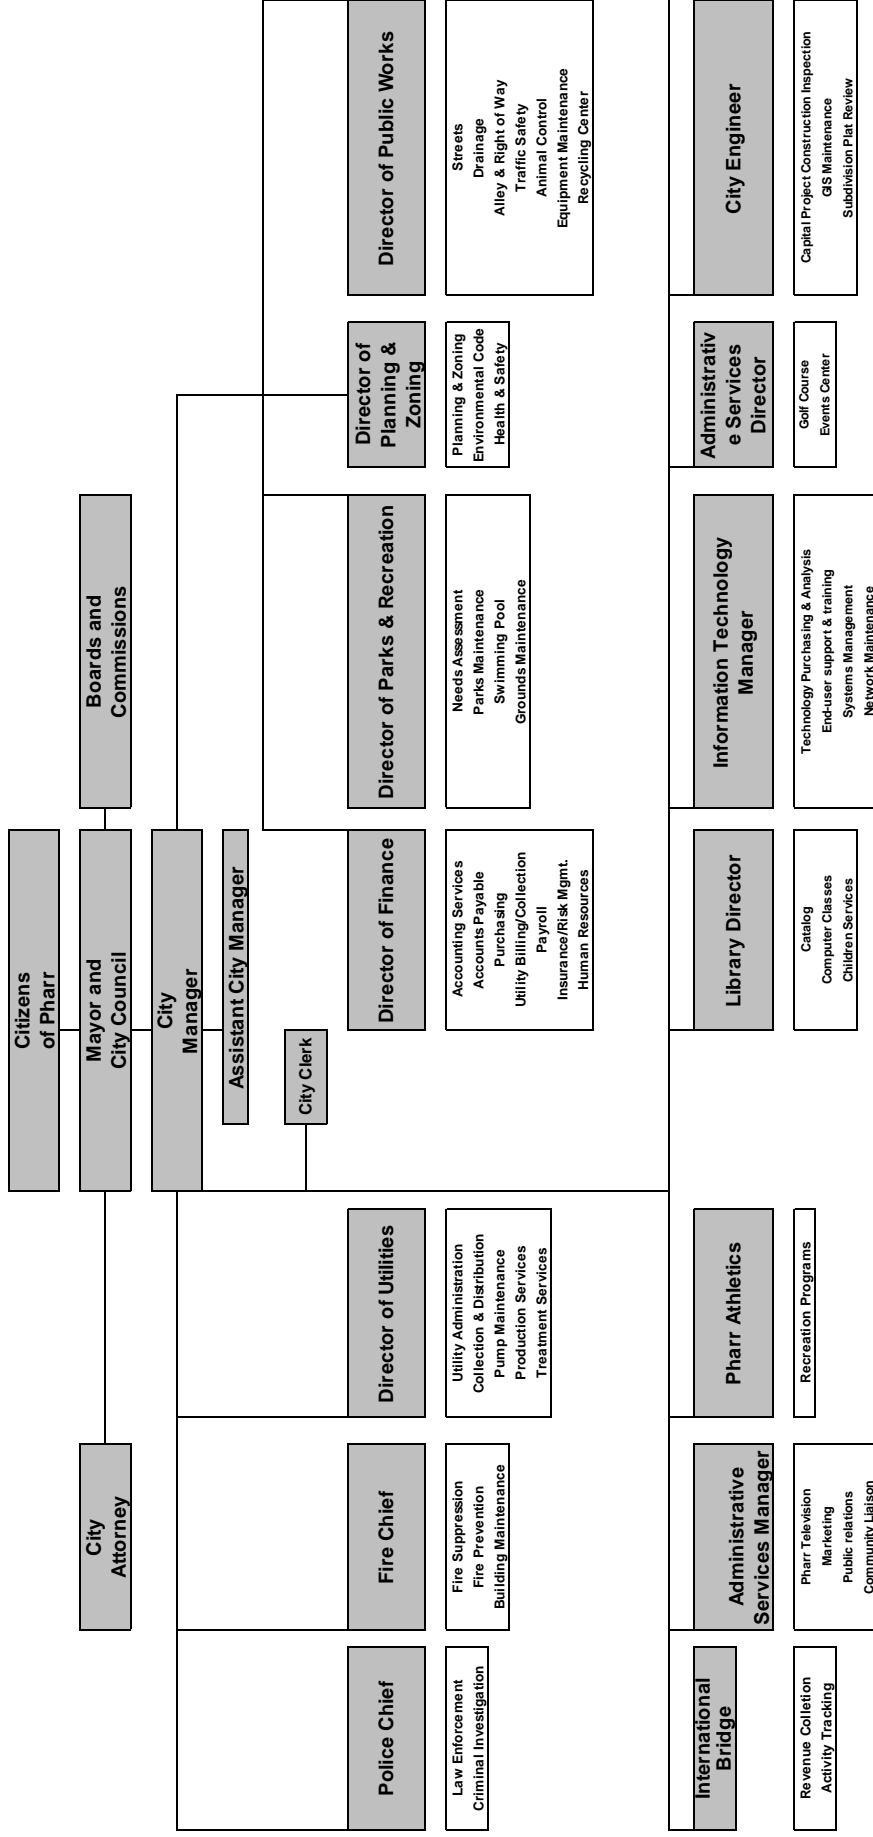 Citizens
of Pharr
City
Attorney
Mayor and
City Council
Boards and
Commissions
City
Manager
Assistant City Manager
City Clerk
Police Chief
Fire Chief
Director of Utilities
Director of Finance
Director of Parks & Recreation
Director of
Planning &
Zoning
Director of Public Works
Law Enforcement
Criminal Investigation
Fire Suppression
Fire Prevention
Building Maintenance
Utility Administration
Collection & Distribution
Pump Maintenance
Production Services
Treatment Services
Accounting Services
Accounts Payable
Purchasing
Utility Billing/Collection
Payroll
Insurance/Risk Mgmt.
Human Resources
Needs Assessment
Parks Maintenance
Swimming Pool
Grounds Maintenance
Planning & Zoning
Environmental Code
Health & Safety
Streets
Drainage
Alley & Right of Way
Traffic Safety
Animal Control
Equipment Maintenance
Recycling Center
International
Bridge
Administrative
Services Manager
Pharr Athletics
Library Director
Information Technology
Manager
Administrativ
e Services
Director
City Engineer
Revenue Colletion
Activity Tracking
Pharr Television
Marketing
Public relations
Community Liaison
Recreation Programs
Catalog
Computer Classes
Children Services
Technology Purchasing & Analysis
End-user support & training
Systems Management
Network Maintenance
Golf Course
Events Center
Capital Project Construction Inspection
GIS Maintenance
Subdivision Plat Review